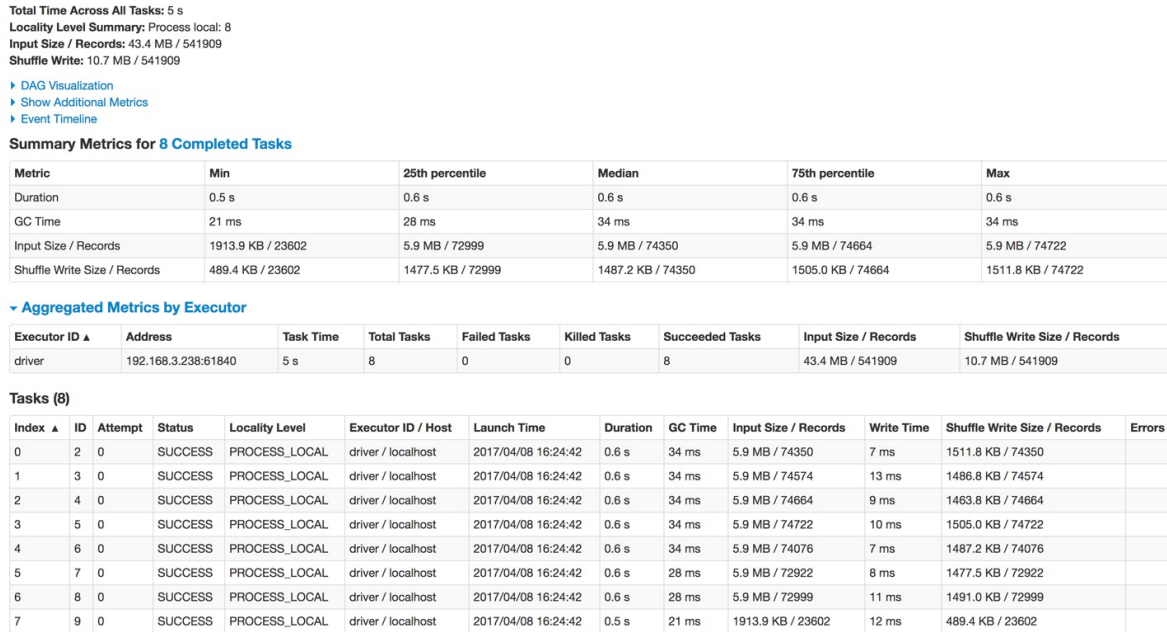 Total Time Across All Tasks: 5 s
Locality Level Summary: Process local: 8
Input Size / Records: 43.4 MB / 541909
Shuffle Write: 10.7 MB / 541909
DAG Visualization
Show Additional Metrics
Event Timeline
Summary Metrics for 8 Completed Tasks
Metric Min 25th percentile Median 75th percentile Max
Duration 0.5 s 0.6 s 0.6 s 0.6 s 0.6 s
GC Time 21 ms 28 ms 34 ms 34 ms 34 ms
Input Size / Records 1913.9 KB / 23602 5.9 MB / 72999 5.9 MB / 74350 5.9 MB / 74664 5.9 MB / 74722
Shuffle Write Size / Records 489.4 KB / 23602 1477.5 KB / 72999 1487.2 KB / 74350 1505.0 KB / 74664 1511.8 KB / 74722
Aggregated Metrics by Executor
Executor ID ▲ Address Task Time Total Tasks Failed Tasks Killed Tasks Succeeded Tasks Input Size / Records Shuffle Write Size / Records
driver 192.168.3.238:61840 5 s 8 0 0 8 43.4 MB / 541909 10.7 MB / 541909
Tasks (8)
Index ▲ ID Attempt Status Locality Level Executor ID / Host Launch Time Duration GC Time Input Size / Records Write Time Shuffle Write Size / Records Errors
0 2 0 SUCCESS PROCESS_LOCAL driver / localhost 2017/04/08 16:24:42 0.6 s 34 ms 5.9 MB / 74350 7 ms 1511.8 KB / 74350
1 3 0 SUCCESS PROCESS_LOCAL driver / localhost 2017/04/08 16:24:42 0.6 s 34 ms 5.9 MB / 74574 13 ms 1486.8 KB / 74574
2 4 0 SUCCESS PROCESS_LOCAL driver / localhost 2017/04/08 16:24:42 0.6 s 34 ms 5.9 MB / 74664 9 ms 1463.8 KB / 74664
3 5 0 SUCCESS PROCESS_LOCAL driver / localhost 2017/04/08 16:24:42 0.6 s 34 ms 5.9 MB / 74722 10 ms 1505.0 KB / 74722
4 6 0 SUCCESS PROCESS_LOCAL driver / localhost 2017/04/08 16:24:42 0.6 s 34 ms 5.9 MB / 74076 7 ms 1487.2 KB / 74076
5 7 0 SUCCESS PROCESS_LOCAL driver / localhost 2017/04/08 16:24:42 0.6 s 28 ms 5.9 MB / 72922 8 ms 1477.5 KB / 72922
6 8 0 SUCCESS PROCESS_LOCAL driver / localhost 2017/04/08 16:24:42 0.6 s 28 ms 5.9 MB / 72999 11 ms 1491.0 KB / 72999
7 9 0 SUCCESS PROCESS_LOCAL driver / localhost 2017/04/08 16:24:42 0.5 s 21 ms 1913.9 KB / 23602 12 ms 489.4 KB / 23602